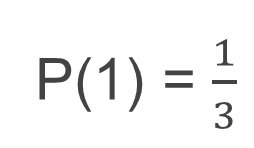 P(1) = 1/3